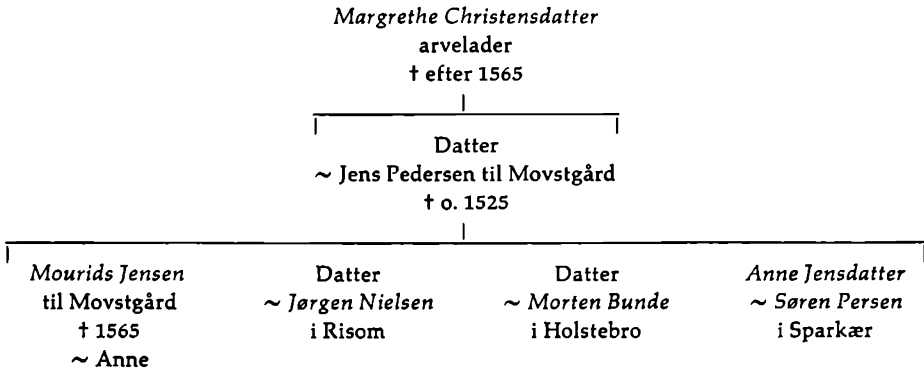 Margrethe Christensdatter
arvelader
† efter 1565
Datter
~ Jens Pedersen til Movstgård
† o. 1525
Mourids Jensen
til Movstgård
† 1565
~ Anne
Datter
~ Jørgen Nielsen
i Risom
Datter
~ Morten Bunde
i Holstebro
Anne Jensdatter
~ Søren Persen
i Sparkær